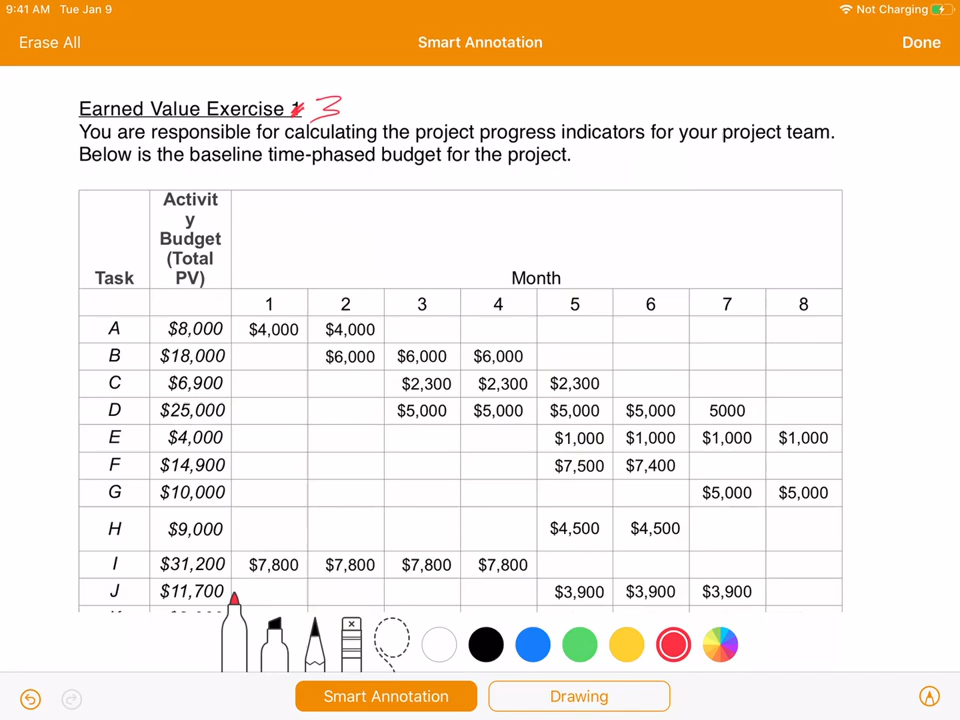 9:41 AM Tue Jan 9 Not Charging
Erase All Smart Annotation Done
Earned Value Exercise 1 3
You are responsible for calculating the project progress indicators for your project team.
Below is the baseline time-phased budget for the project.
Task Activit y Budget (Total PV) Month
1 2 3 4 5 6 7 8
A $8,000 $4,000 $4,000
B $18,000 $6,000 $6,000 $6,000
C $6,900 $2,300 $2,300 $2,300
D $25,000 $5,000 $5,000 $5,000 $5,000 5000
E $4,000 $1,000 $1,000 $1,000 $1,000
F $14,900 $7,500 $7,400
G $10,000 $5,000 $5,000
H $9,000 $4,500 $4,500
I $31,200 $7,800 $7,800 $7,800 $7,800
J $11,700 $3,900 $3,900 $3,900
Smart Annotation Drawing